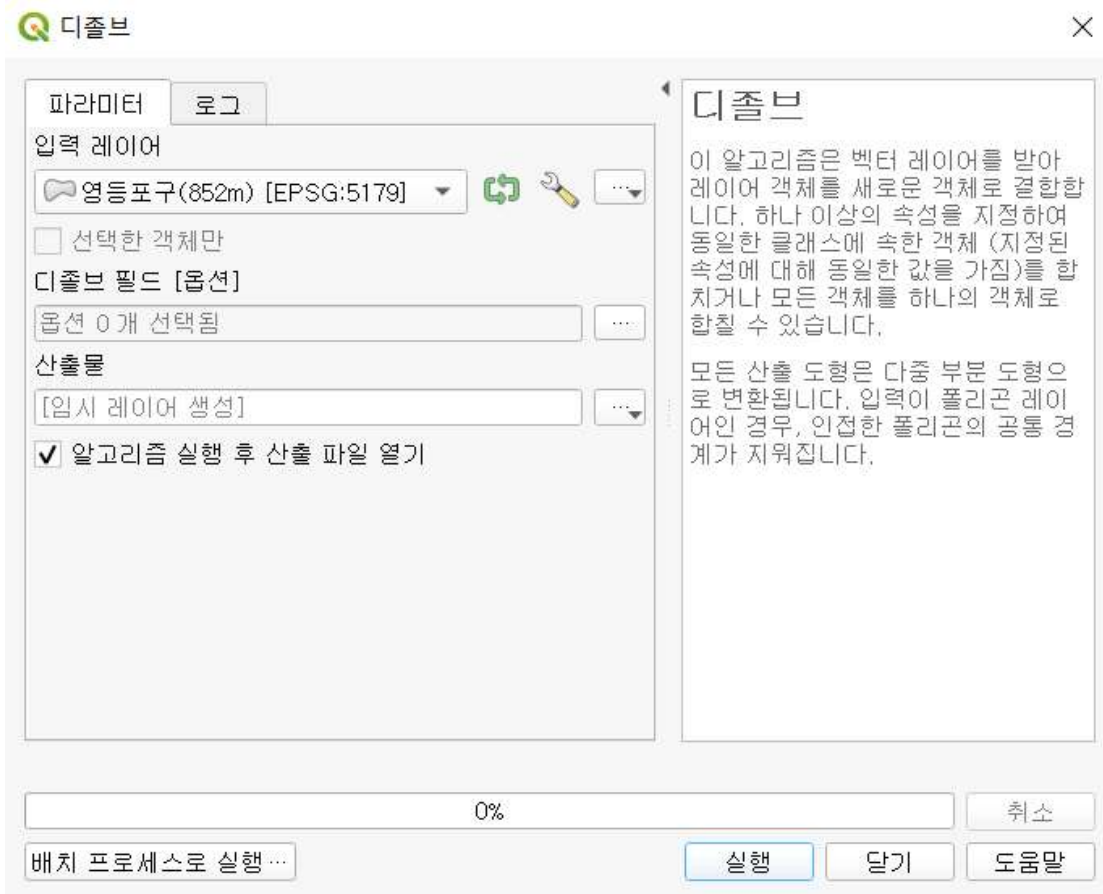 디졸브
파라미터
로그
입력 레이어
영등포구(852m) [EPSG:5179]
선택한 객체만
디졸브 필드 [옵션]
옵션 0개 선택됨
산출물
[임시 레이어 생성]
알고리즘 실행 후 산출 파일 열기
디졸브
이 알고리즘은 벡터 레이어를 받아
레이어 객체를 새로운 객체로 결합합
니다. 하나 이상의 속성을 지정하여
동일한 클래스에 속한 객체 (지정된
속성에 대해 동일한 값을 가짐)를 합
치거나 모든 객체를 하나의 객체로
합칠 수 있습니다.
모든 산출 도형은 다중 부분 도형으
로 변환됩니다. 입력이 폴리곤 레이
어인 경우, 인접한 폴리곤의 공통 경
계가 지워집니다.
0%
취소
배치 프로세스로 실행…
실행
닫기
도움말